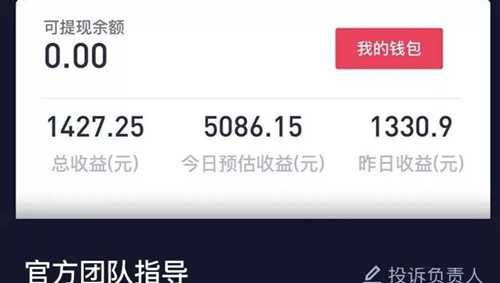 可提现余额
0.00
我的钱包
1427.25 5086.15 1330.9
总收益(元) 今日预估收益(元) 昨日收益(元)
官方团队指导 投诉负责人